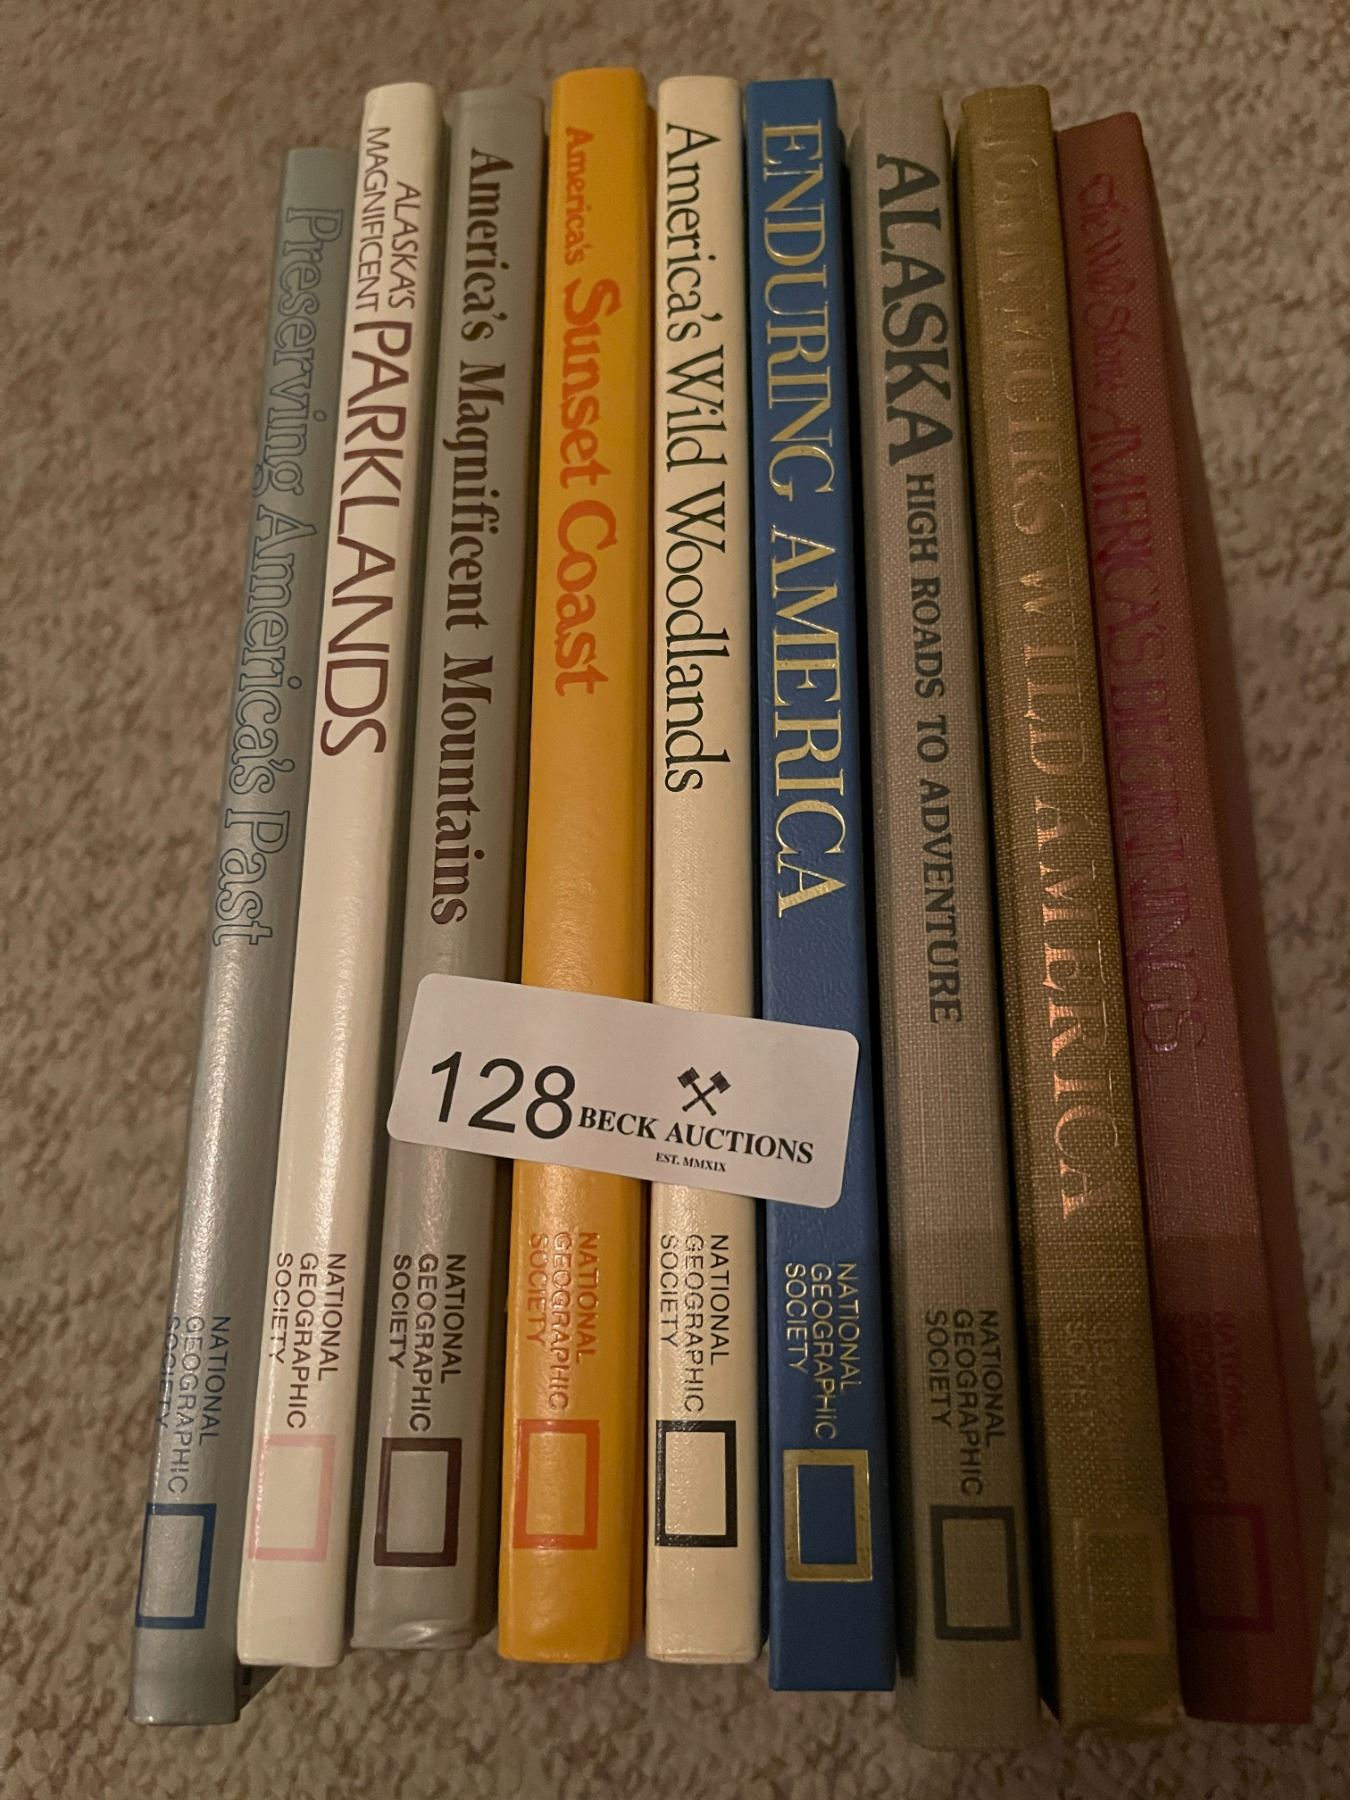 Preserving America's Past
NATIONAL
GEOGRAPHIC
SOCIETY
ALASKA'S
MAGNIFICENT PARKLANDS
NATIONAL
GEOGRAPHIC
SOCIETY
America's Magnificent Mountains
NATIONAL
GEOGRAPHIC
SOCIETY
America's Sunset Coast
NATIONAL
GEOGRAPHIC
SOCIETY
America's Wild Woodlands
NATIONAL
GEOGRAPHIC
SOCIETY
ENDURING AMERICA
NATIONAL
GEOGRAPHIC
SOCIETY
ALASKA HIGH ROADS TO ADVENTURE
NATIONAL
GEOGRAPHIC
SOCIETY
WILD AMERICA
AMERICA'S BEGINNINGS
128 BECK AUCTIONS
EST. MMXIX